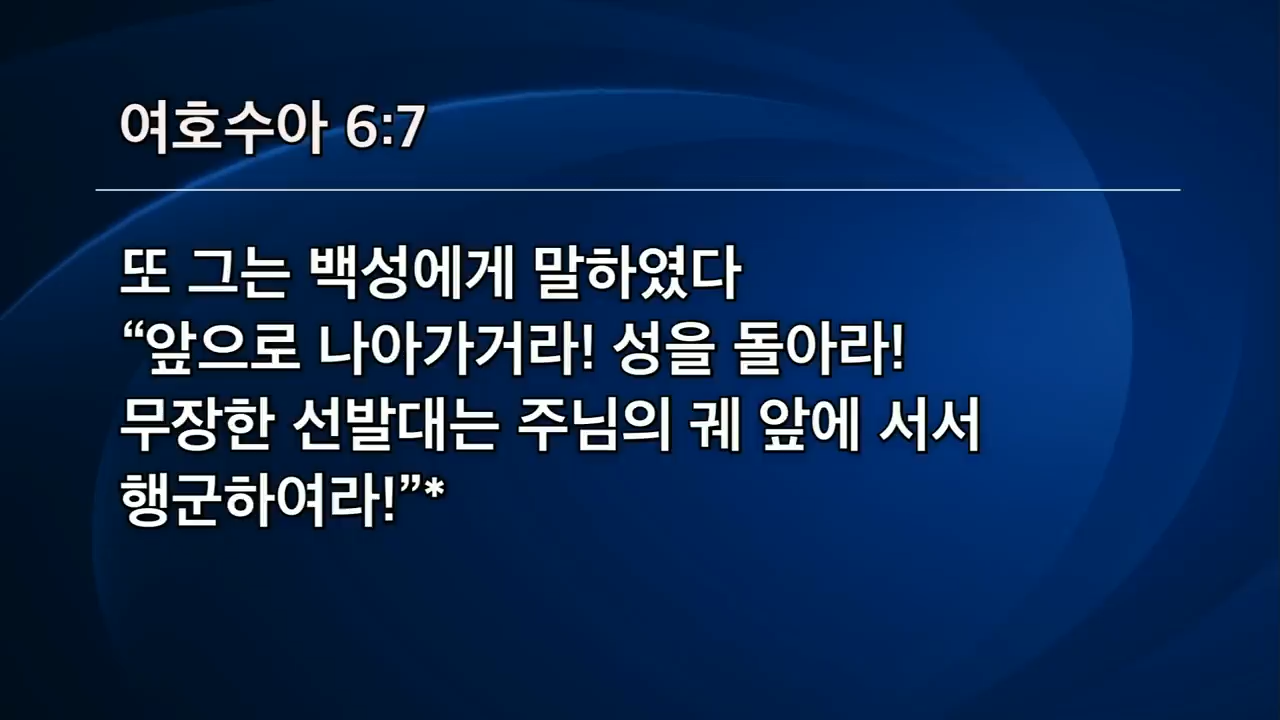 여호수아 6:7
또 그는 백성에게 말하였다
“앞으로 나아가거라! 성을 돌아라!
무장한 선발대는 주님의 궤 앞에 서서
행군하여라!”*